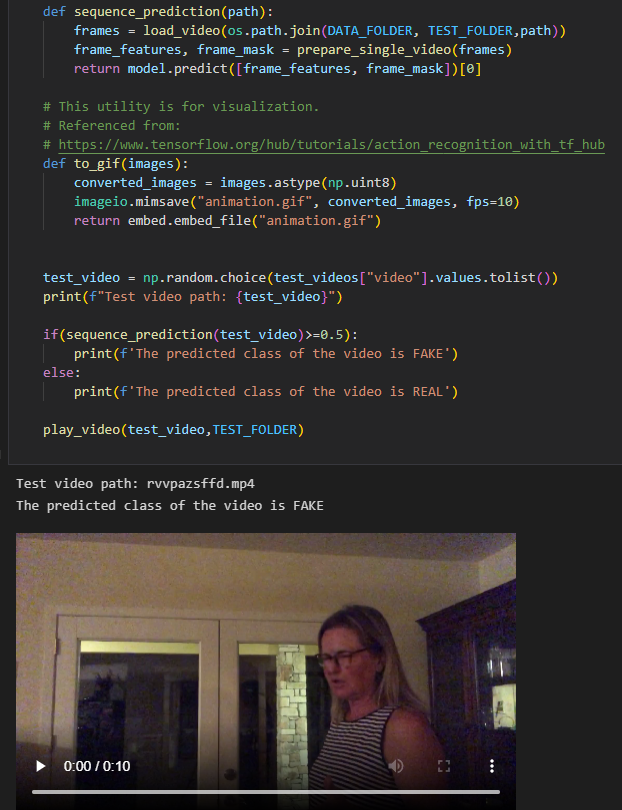 def sequence_prediction(path):
frames = load_video(os.path.join(DATA_FOLDER, TEST_FOLDER,path))
frame_features, frame_mask = prepare_single_video(frames)
return model.predict([frame_features, frame_mask])[0]
# This utility is for visualization.
# Referenced from:
# https://www.tensorflow.org/hub/tutorials/action_recognition_with_tf_hub
def to_gif(images):
converted_images = images.astype(np.uint8)
imageio.mimsave("animation.gif", converted_images, fps=10)
return embed.embed_file("animation.gif")
test_video = np.random.choice(test_videos["video"].values.tolist())
print(f"Test video path: {test_video}")
if(sequence_prediction(test_video)>=0.5):
print(f'The predicted class of the video is FAKE')
else:
print(f'The predicted class of the video is REAL')
play_video(test_video,TEST_FOLDER)
Test video path: rvvpazsffd.mp4
The predicted class of the video is FAKE
0:00 / 0:10